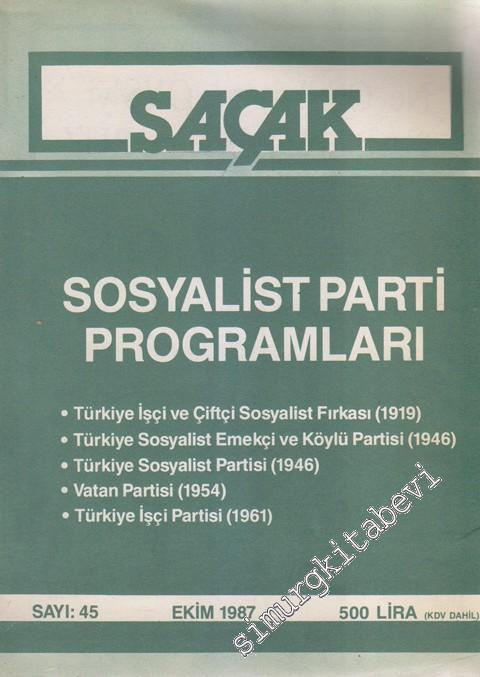 SAÇAK
SOSYALİST PARTİ
PROGRAMLARI
• Türkiye İşçi ve Çiftçi Sosyalist Fırkası (1919)
• Türkiye Sosyalist Emekçi ve Köylü Partisi (1946)
• Türkiye Sosyalist Partisi (1946)
• Vatan Partisi (1954)
• Türkiye İşçi Partisi (1961)
SAYI: 45 EKİM 1987 500 LİRA (KDV DAHİL)
simurgkitabevi